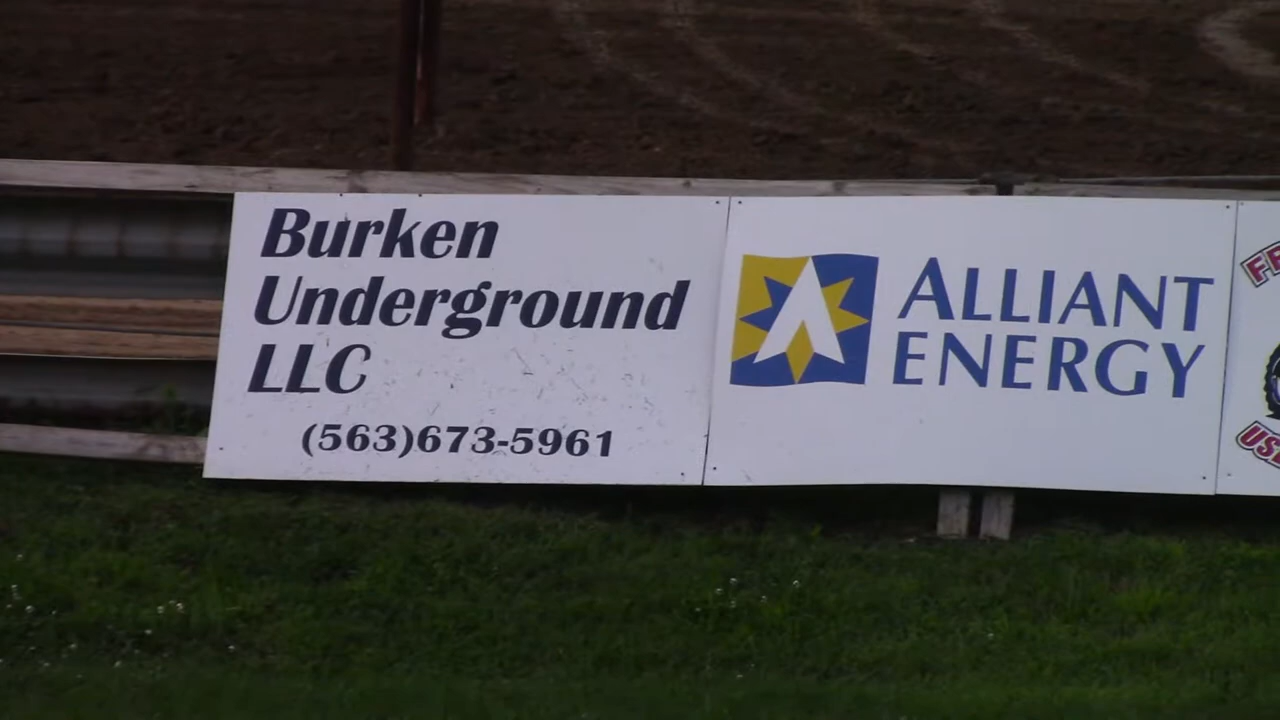 Burken
Underground
LLC
(563)673-5961
ALLIANT
ENERGY